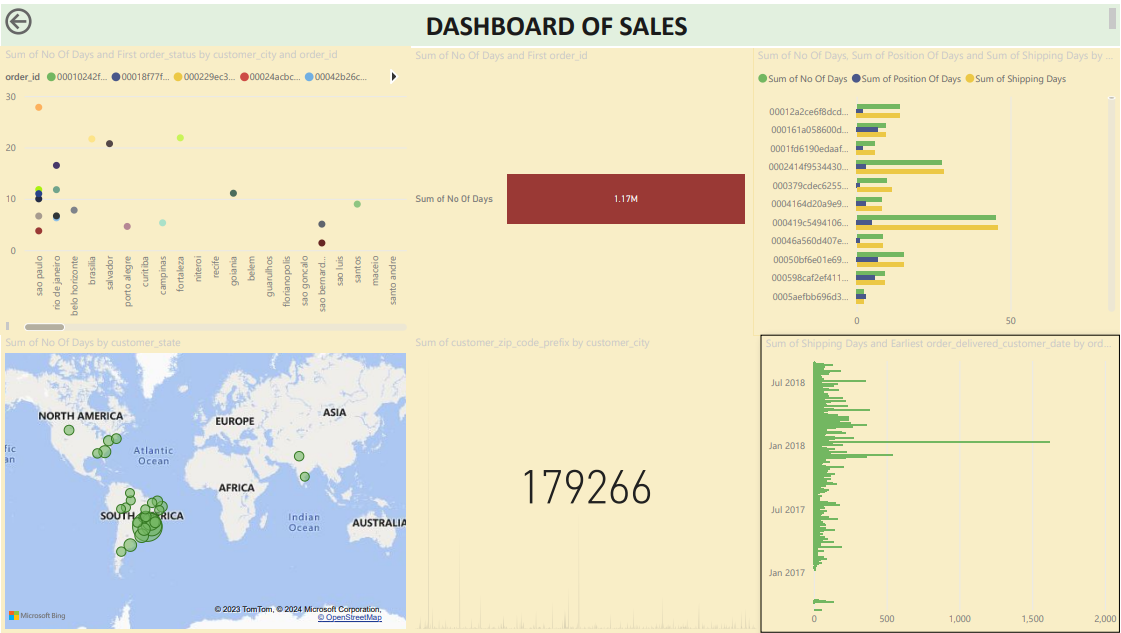 DASHBOARD OF SALES
Sum of No Of Days and First order_status by customer_city and order_id
order_id 00010242f... 00018f77f... 000229ec3... 00024acbc... 00042b26c...
30
20
10
0
sao paulo
rio de janeiro
belo horizonte
brasilia
salvador
porto alegre
curitiba
campinas
fortaleza
niteroi
recife
goiania
belem
guarulhos
florianopolis
sao goncalo
sao bernard...
sao luis
santos
maceio
santo andre
Sum of No Of Days and First order_id
Sum of No Of Days
1.17M
Sum of No Of Days, Sum of Position Of Days and Sum of Shipping Days by ...
Sum of No Of Days Sum of Position Of Days Sum of Shipping Days
00012a2ce6f8dcd...
000161a058600d...
0001fd6190edaaf...
0002414f9534430...
000379cdec6255...
0004164d20a9e9...
000419c5494106...
00046a560d407e...
00050bf6e01e69...
000598caf2ef411...
0005aefbb696d3...
0 50
Sum of No Of Days by customer_state
NORTH AMERICA
EUROPE
ASIA
Atlantic
Ocean
AFRICA
Indian
Ocean
AUSTRALIA
© 2023 TomTom, © 2024 Microsoft Corporation,
© OpenStreetMap
Microsoft Bing
Sum of customer_zip_code_prefix by customer_city
179266
Sum of Shipping Days and Earliest order_delivered_customer_date by ord...
Jul 2018
Jan 2018
Jul 2017
Jan 2017
0 500 1,000 1,500 2,000